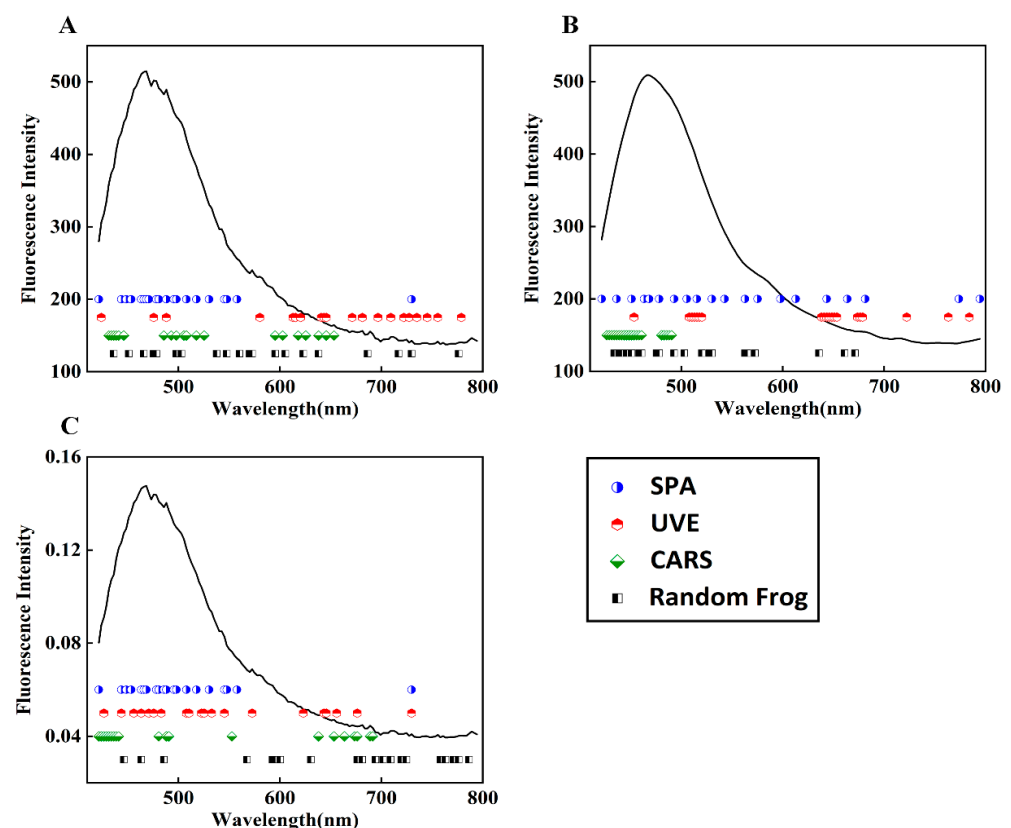 A
Fluorescence Intensity
500
400
300
200
100
500
600
700
800
Wavelength(nm)
B
Fluorescence Intensity
500
400
300
200
100
500
600
700
800
Wavelength(nm)
C
Fluorescence Intensity
0.16
0.12
0.08
0.04
500
600
700
800
Wavelength(nm)
SPA
UVE
CARS
Random Frog